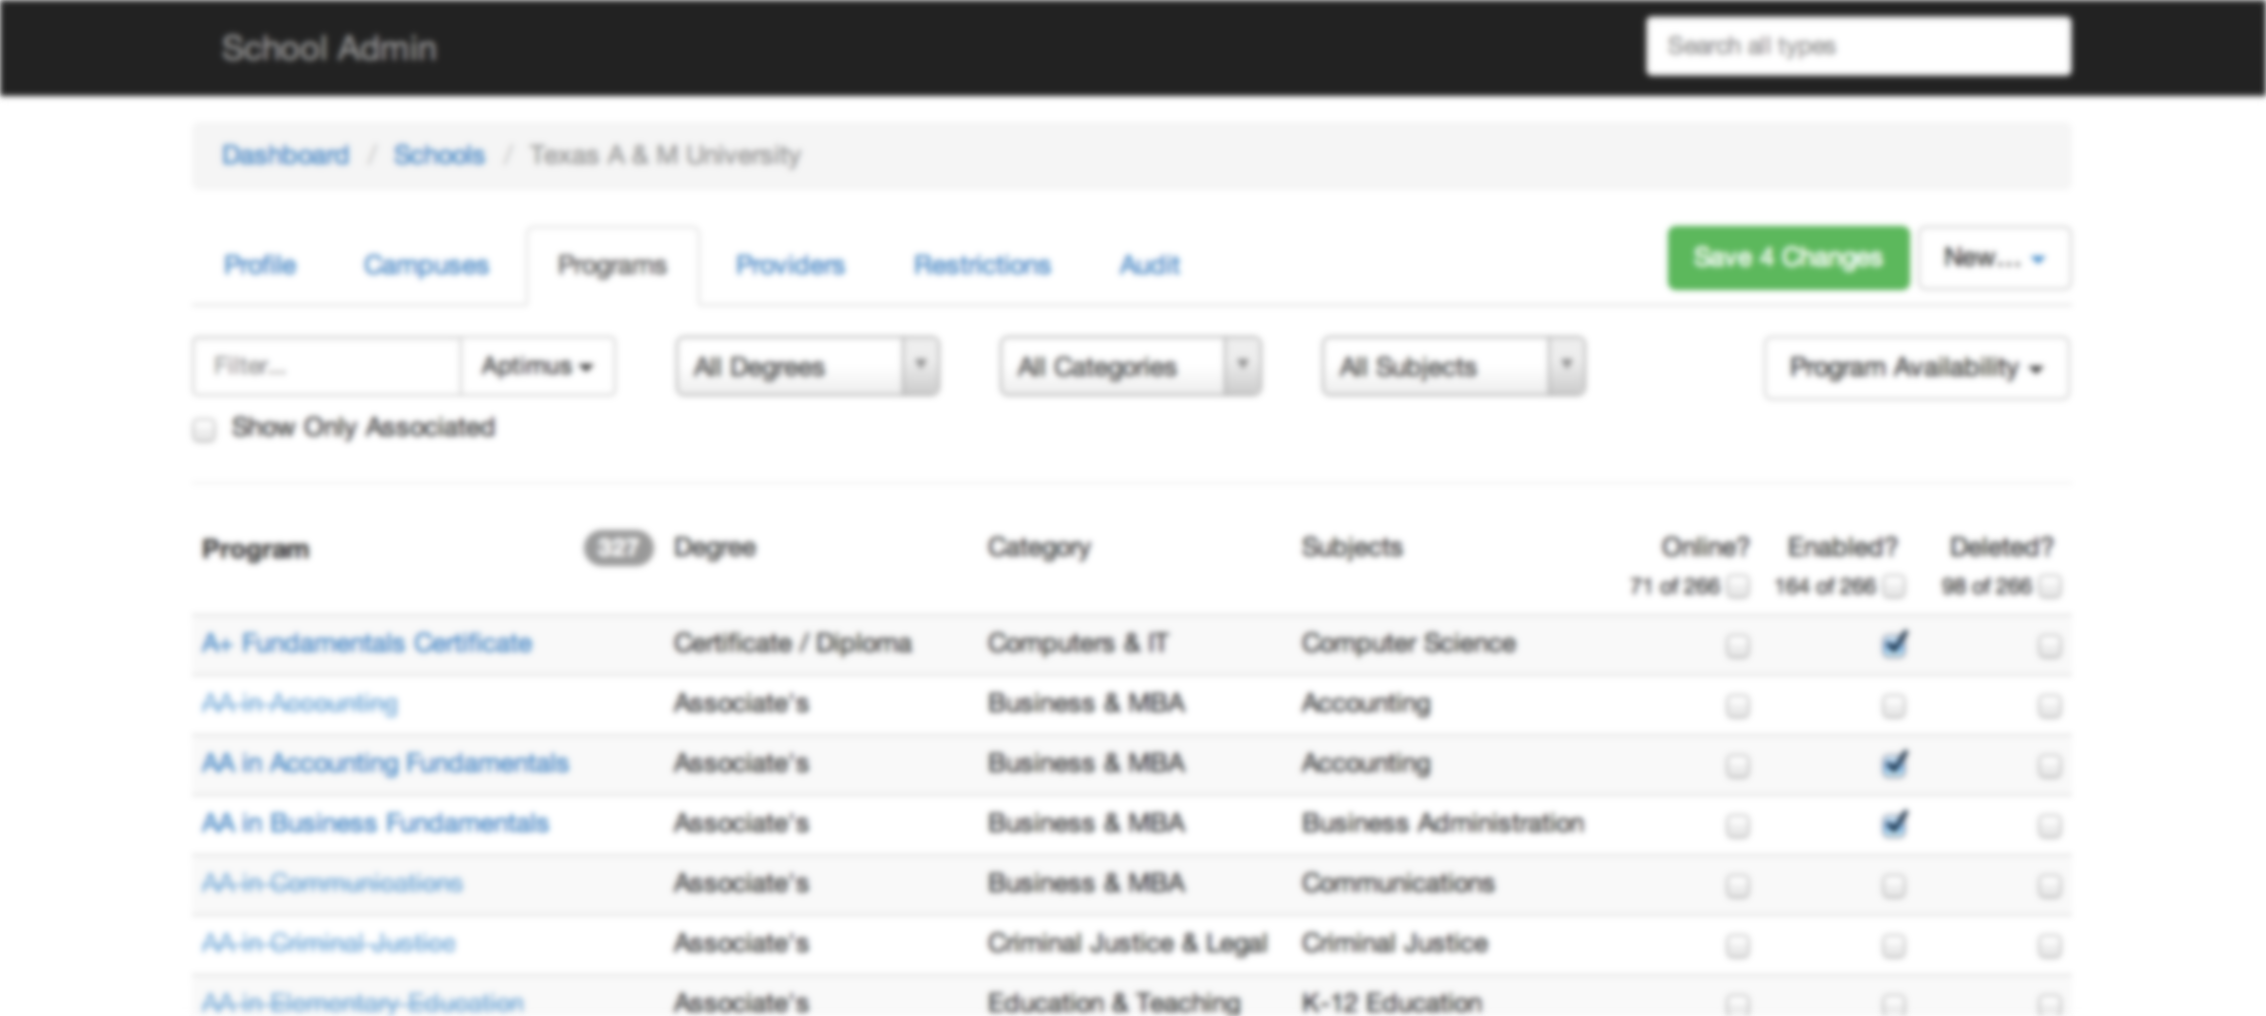 School Admin
Search all types
Dashboard / Schools / Texas A & M University
Profile Campuses Programs Providers Restrictions Audit Save 4 Changes New...
Filter... Aptimus All Degrees All Categories All Subjects Program Availability
Show Only Associated
Program 327 Degree Category Subjects Online? Enabled? Deleted?
71 of 266 164 of 266 98 of 266
A+ Fundamentals Certificate Certificate / Diploma Computers & IT Computer Science
AA in Accounting Associate's Business & MBA Accounting
AA in Accounting Fundamentals Associate's Business & MBA Accounting
AA in Business Fundamentals Associate's Business & MBA Business Administration
AA in Communications Associate's Business & MBA Communications
AA in Criminal Justice Associate's Criminal Justice & Legal Criminal Justice
AA in Elementary Education Associate's Education & Teaching K-12 Education